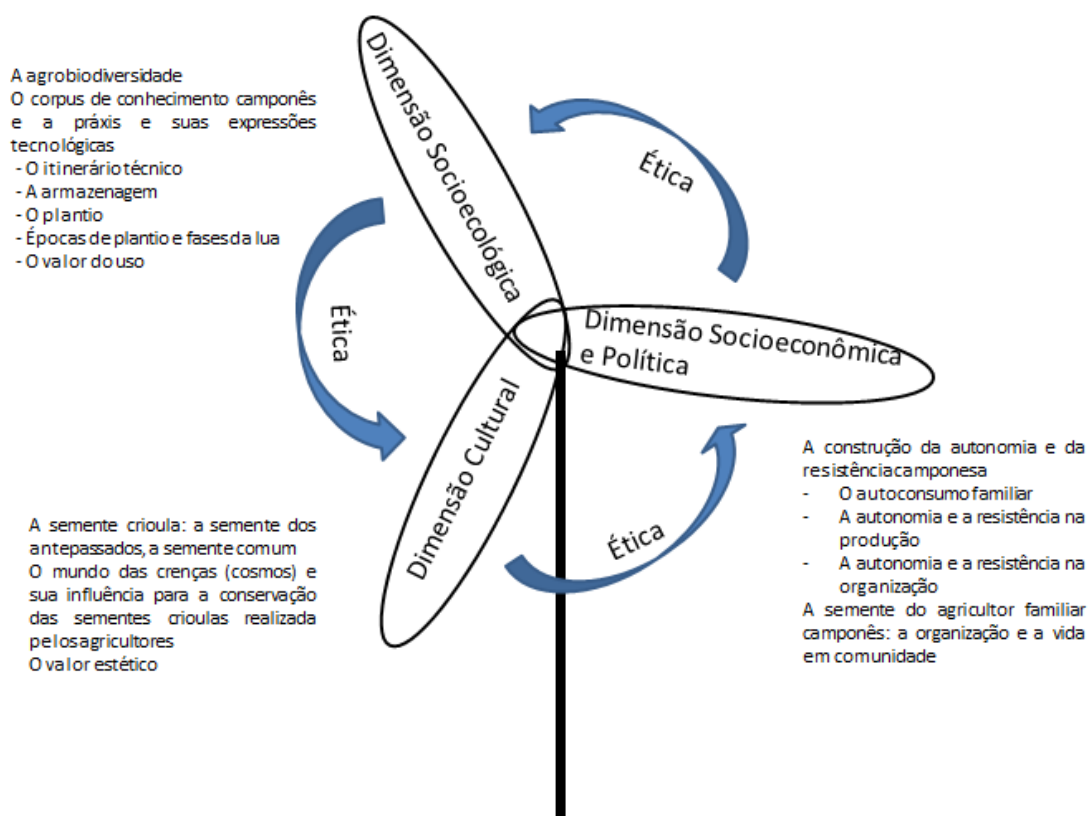 A agrobiodiversidade
O corpus de conhecimento camponês
e a práxis e suas expressões
tecnológicas
- O itinerário técnico
- A armazenagem
- O plantio
- Épocas de plantio e fases da lua
- O valor do uso
Dimensão Socioecológica
Ética
Ética
Dimensão Socioeconômica
e Política
Dimensão Cultural
Ética
A semente crioula: a semente dos
antepassados, a semente comum
O mundo das crenças (cosmos) e
sua influência para a conservação
das sementes crioulas realizada
pelos agricultores
O valor estético
A construção da autonomia e da
resistência camponesa
- O autoconsumo familiar
- A autonomia e a resistência na
produção
- A autonomia e a resistência na
organização
A semente do agricultor familiar
camponês: a organização e a vida
em comunidade